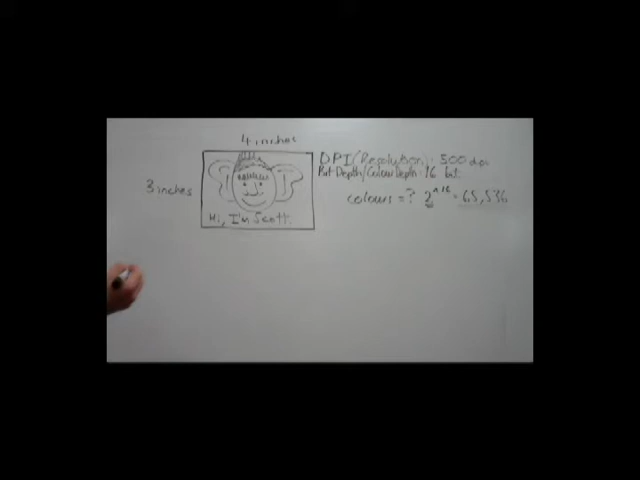 4 inches
DPI/Resolution: 500 dpi
3 inches
Depth/Colour Depth: 16 bit
colours = ? 2^16 = 65,536
Hi, I'm Scott.